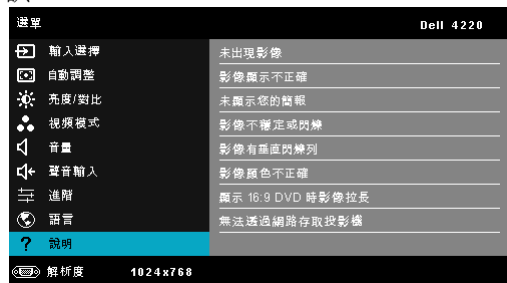 選單
Dell 4220
輸入選擇
自動調整
亮度/對比
視頻模式
音量
聲音輸入
進階
語言
? 說明
未出現影像
影像顯示不正確
未顯示您的簡報
影像不穩定或閃爍
影像有垂直閃爍列
影像顏色不正確
顯示 16:9 DVD 時影像拉長
無法透過網路存取投影機
解析度 1024x768